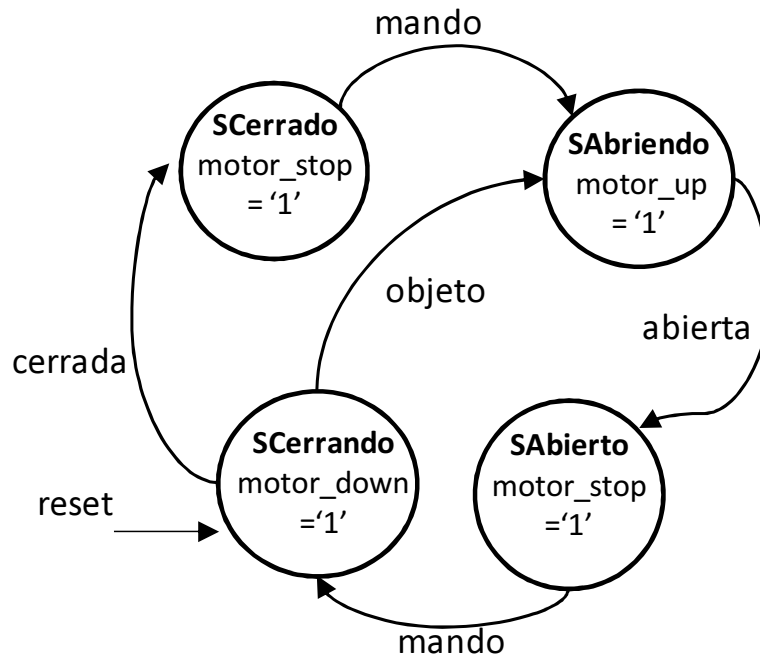 mando
SCerrado
motor_stop
= ‘1’
SAbriendo
motor_up
= ‘1’
objeto
abierta
cerrada
SCerrando
motor_down
=‘1’
SAbierto
motor_stop
=‘1’
reset
mando